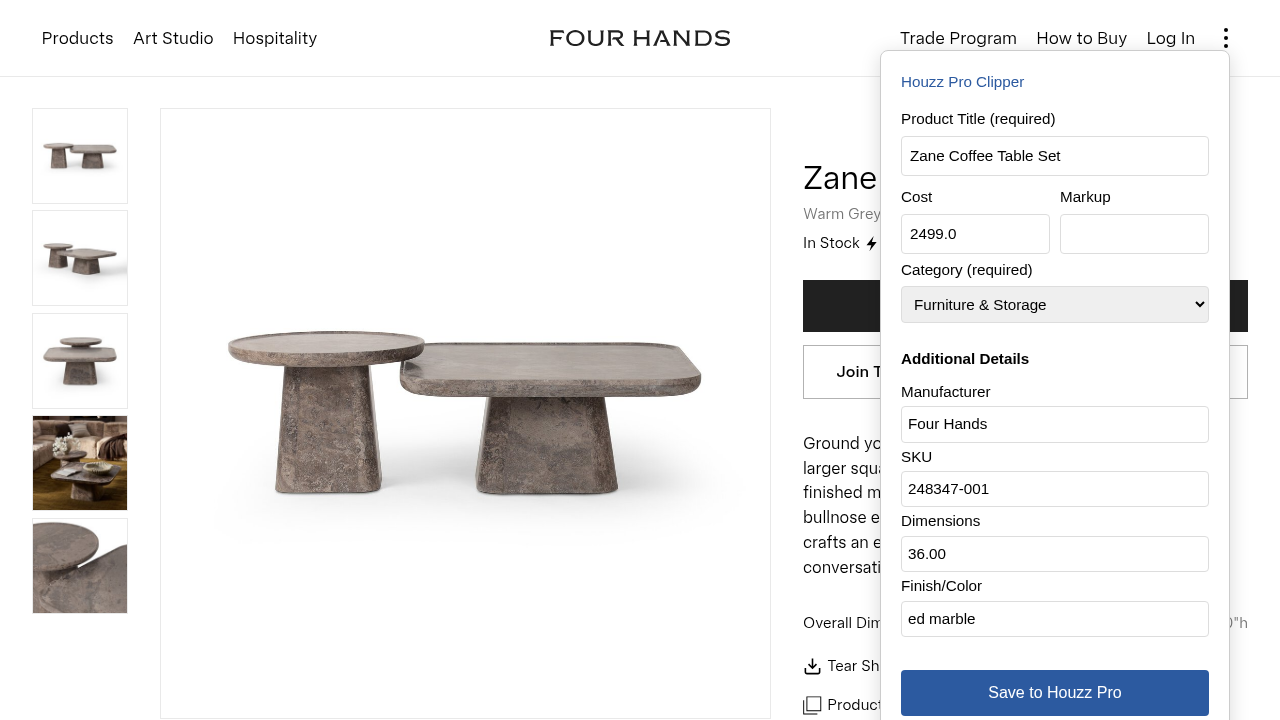 Products Art Studio Hospitality
FOUR HANDS
Trade Program How to Buy Log In
Zane
Warm Grey
In Stock
Join T
Ground yo
larger squa
finished m
bullnose e
crafts an e
conversati
Overall Dim
0"h
Tear Sh
Product
Houzz Pro Clipper
Product Title (required)
Zane Coffee Table Set
Cost Markup
2499.0
Category (required)
Furniture & Storage
Additional Details
Manufacturer
Four Hands
SKU
248347-001
Dimensions
36.00
Finish/Color
ed marble
Save to Houzz Pro